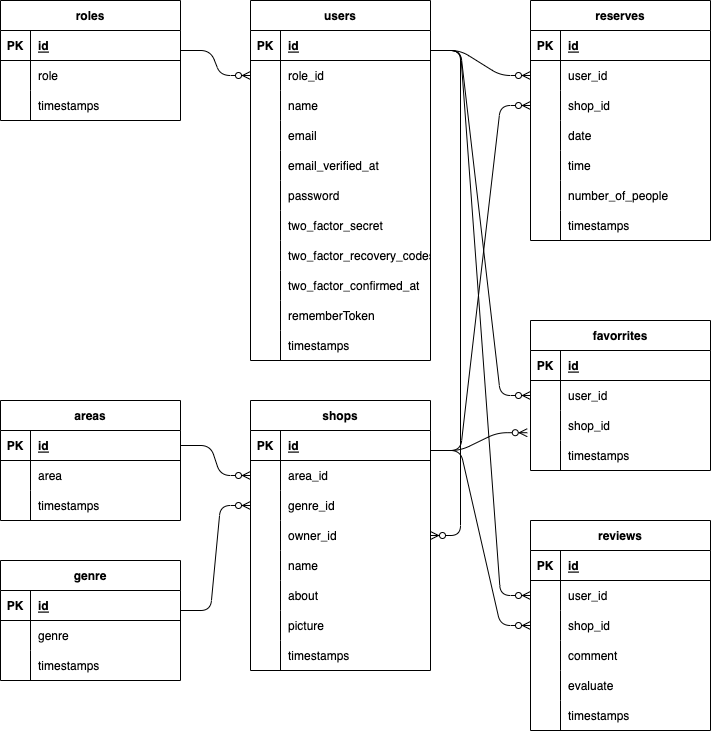 roles
PK id
role
timestamps
users
PK id
role_id
name
email
email_verified_at
password
two_factor_secret
two_factor_recovery_codes
two_factor_confirmed_at
rememberToken
timestamps
reserves
PK id
user_id
shop_id
date
time
number_of_people
timestamps
favorrites
PK id
user_id
shop_id
timestamps
areas
PK id
area
timestamps
shops
PK id
area_id
genre_id
owner_id
name
about
picture
timestamps
genre
PK id
genre
timestamps
reviews
PK id
user_id
shop_id
comment
evaluate
timestamps